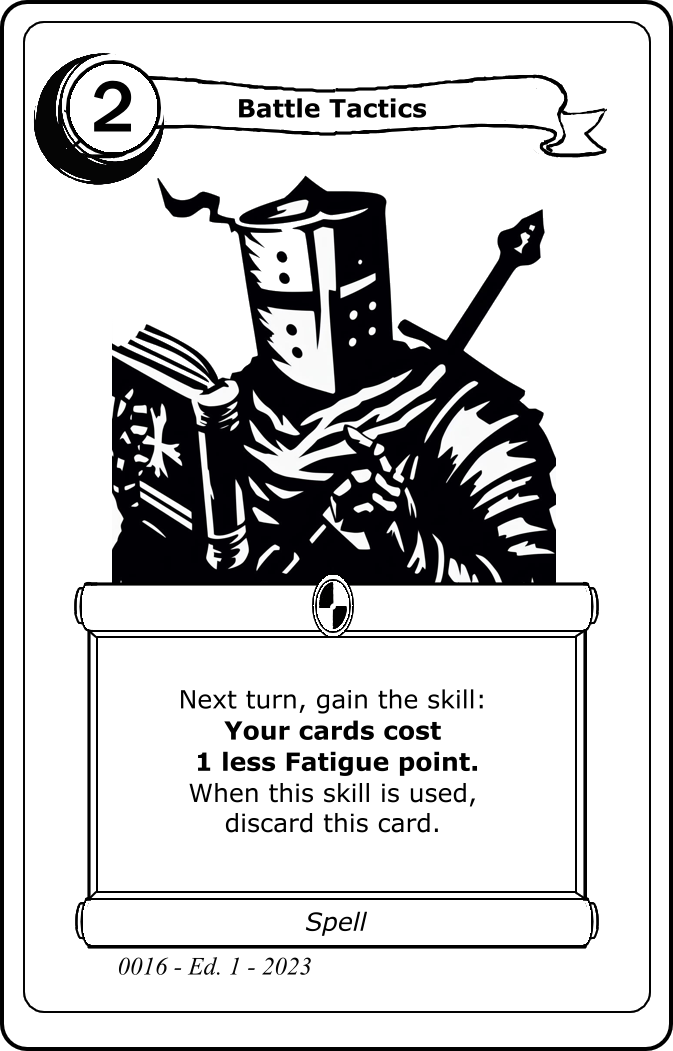 2
Battle Tactics
Next turn, gain the skill:
Your cards cost
1 less Fatigue point.
When this skill is used,
discard this card.
Spell
0016 - Ed. 1 - 2023